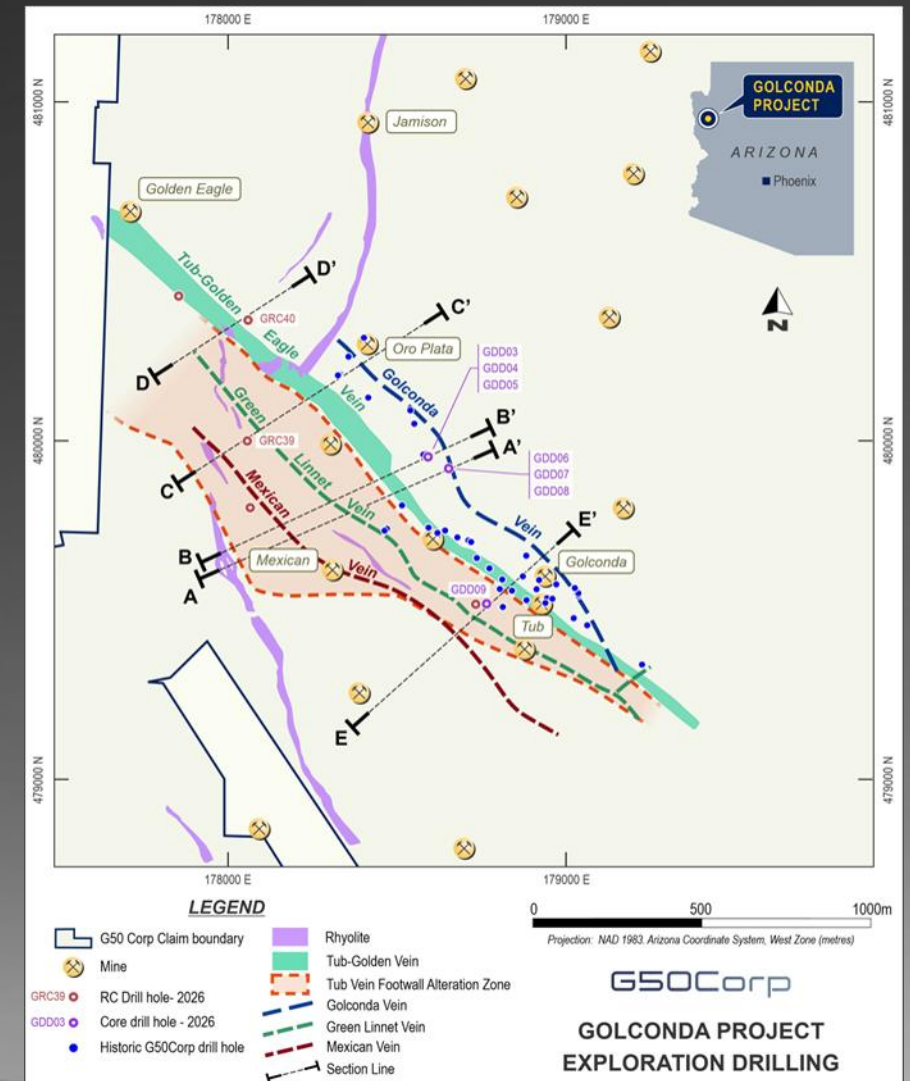 178000 E
179000 E
481000 N
481000 N
GOLCONDA
PROJECT
ARIZONA
Phoenix
Jamison
Golden Eagle
N
D'
Tub-Golden
Eagle
Vein
GRC40
C'
Oro Plata
GDD03
GDD04
GDD05
Golconda
Vein
D
Green
Linnet
Vein
B'
480000 N
480000 N
GRC39
A'
GDD06
GDD07
GDD08
C
Mexican
Vein
E'
B
Mexican
Golconda
A
GDD09
Tub
E
479000 N
479000 N
178000 E
179000 E
LEGEND
G50 Corp Claim boundary
Mine
GRC39 RC Drill hole- 2026
GDD03 Core drill hole - 2026
Historic G50Corp drill hole
Rhyolite
Tub-Golden Vein
Tub Vein Footwall Alteration Zone
Golconda Vein
Green Linnet Vein
Mexican Vein
Section Line
0 500 1000m
Projection: NAD 1983. Arizona Coordinate System, West Zone (metres)
G50Corp
GOLCONDA PROJECT
EXPLORATION DRILLING